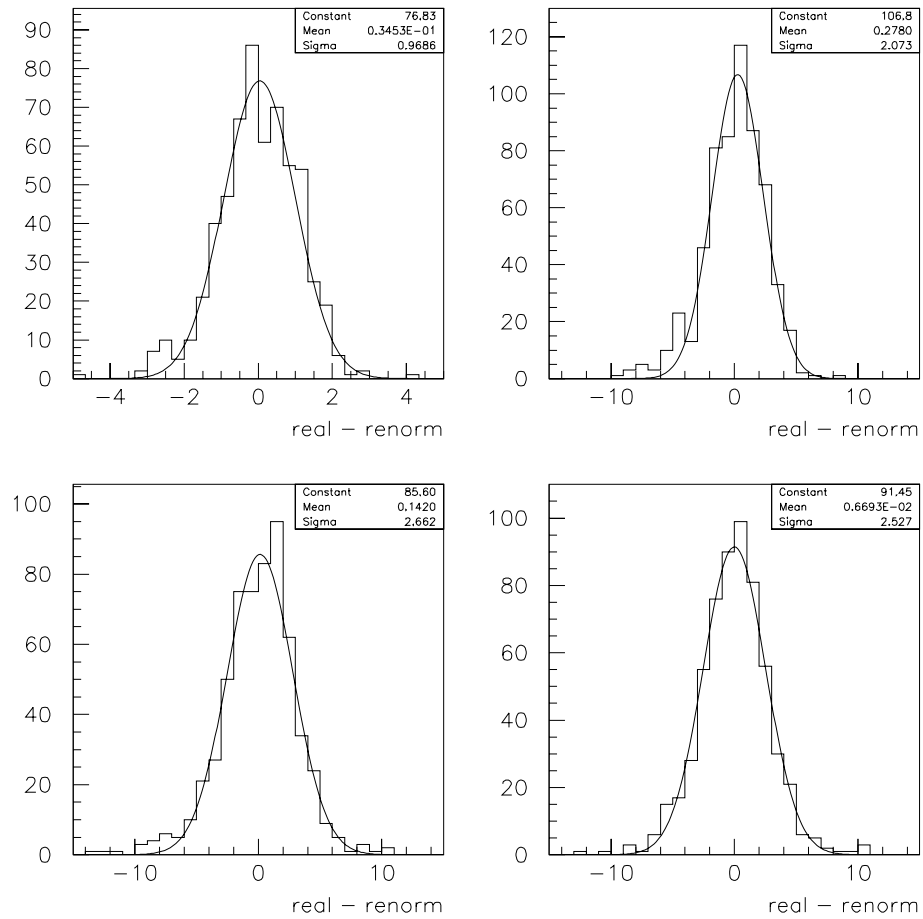 Constant 76.83
Mean 0.3453E-01
Sigma 0.9686
90
80
70
60
50
40
30
20
10
0
−4 −2 0 2 4
real − renorm
Constant 106.8
Mean 0.2780
Sigma 2.073
120
100
80
60
40
20
0
−10 0 10
real − renorm
Constant 85.60
Mean 0.1420
Sigma 2.662
100
80
60
40
20
0
−10 0 10
real − renorm
Constant 91.45
Mean 0.6693E-02
Sigma 2.527
100
80
60
40
20
0
−10 0 10
real − renorm